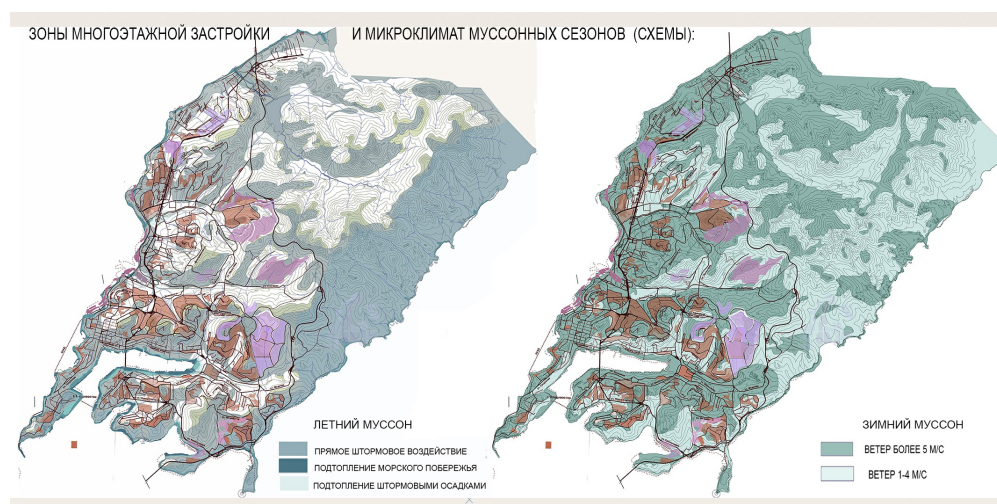 ЗОНЫ МНОГОЭТАЖНОЙ ЗАСТРОЙКИ И МИКРОКЛИМАТ МУССОННЫХ СЕЗОНОВ (СХЕМЫ):
ЛЕТНИЙ МУССОН
ПРЯМОЕ ШТОРМОВОЕ ВОЗДЕЙСТВИЕ
ПОДТОПЛЕНИЕ МОРСКОГО ПОБЕРЕЖЬЯ
ПОДТОПЛЕНИЕ ШТОРМОВЫМИ ОСАДКАМИ
ЗИМНИЙ МУССОН
ВЕТЕР БОЛЕЕ 5 М/С
ВЕТЕР 1-4 М/С